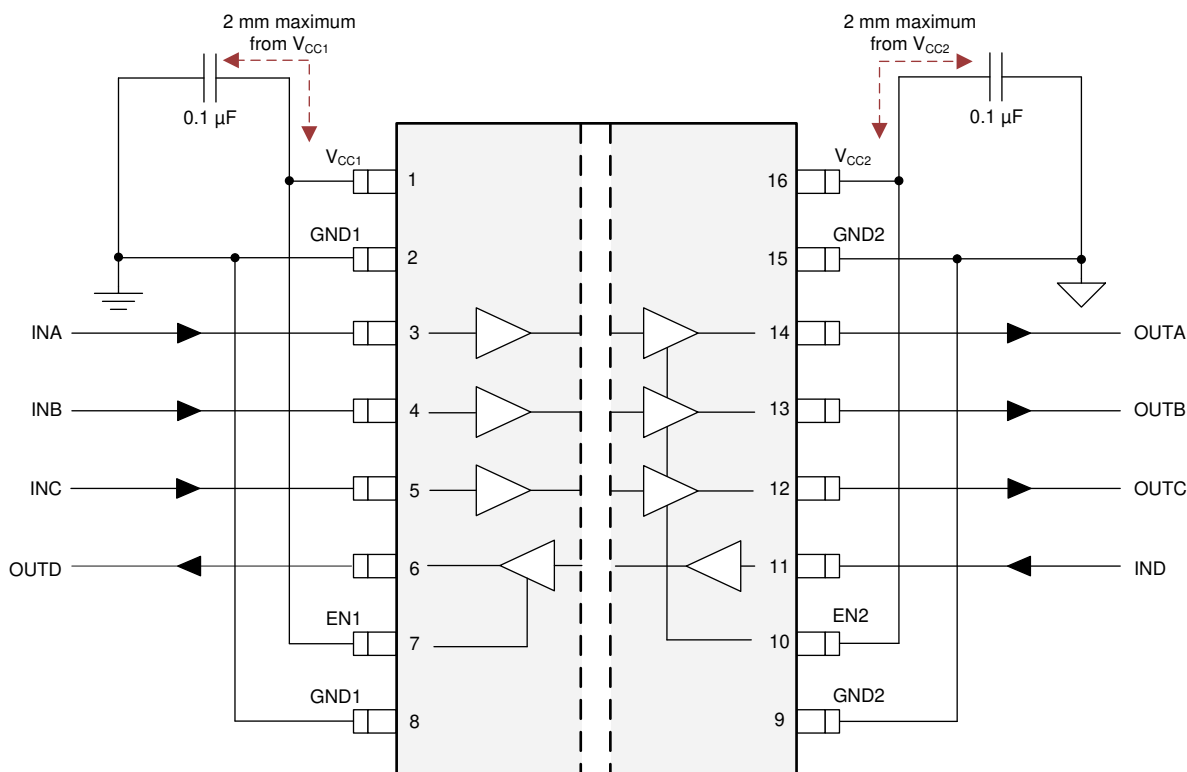 2 mm maximum
from VCC1
2 mm maximum
from VCC2
0.1 µF
0.1 µF
VCC1
1
16
VCC2
GND1
2
15
GND2
INA
3
14
OUTA
INB
4
13
OUTB
INC
5
12
OUTC
OUTD
6
11
IND
EN1
7
10
EN2
GND1
8
9
GND2